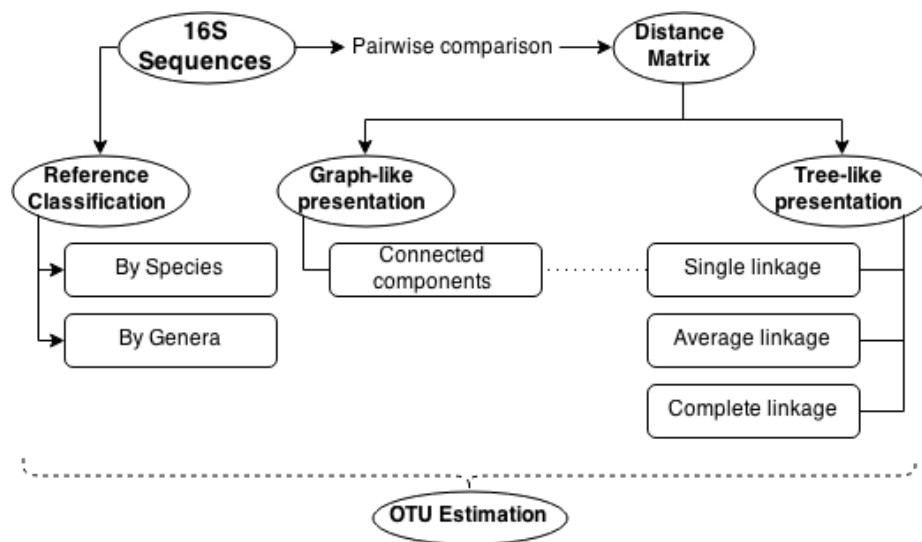 16S
Sequences
Pairwise comparison
Distance
Matrix
Reference
Classification
Graph-like
presentation
Tree-like
presentation
By Species
Connected
components
Single linkage
By Genera
Average linkage
Complete linkage
OTU Estimation